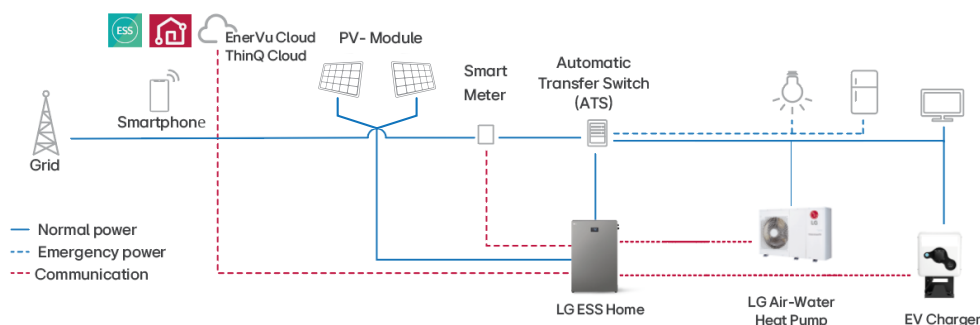 ESS
EnerVu Cloud
ThinQ Cloud
PV- Module
Smart
Meter
Automatic
Transfer Switch
(ATS)
Smartphone
Grid
Normal power
Emergency power
Communication
LG
LG ESS Home
LG Air-Water
Heat Pump
EV Charger